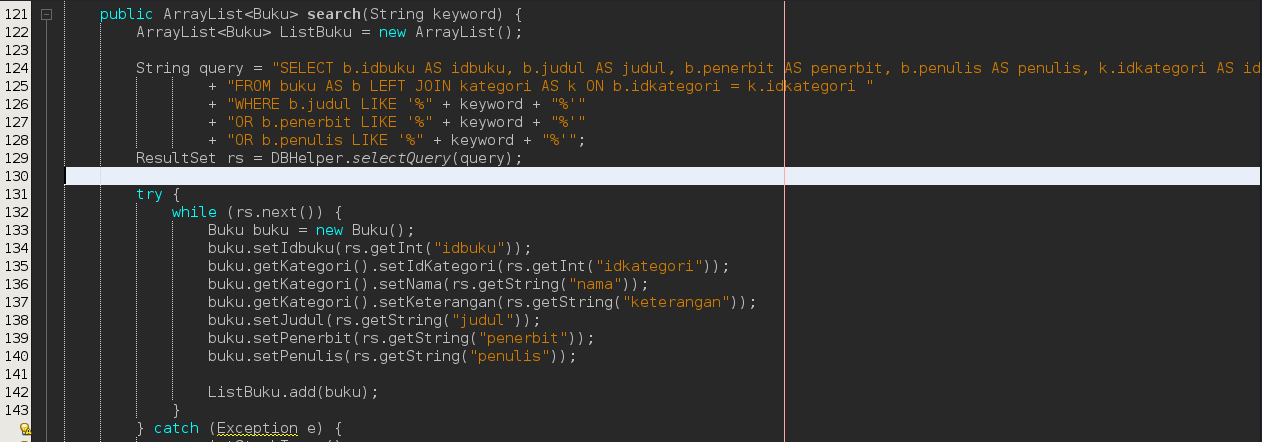 121 public ArrayList<Buku> search(String keyword) {
122 ArrayList<Buku> ListBuku = new ArrayList();
123
124 String query = "SELECT b.idbuku AS idbuku, b.judul AS judul, b.penerbit AS penerbit, b.penulis AS penulis, k.idkategori AS id
125 + "FROM buku AS b LEFT JOIN kategori AS k ON b.idkategori = k.idkategori "
126 + "WHERE b.judul LIKE '%" + keyword + "%'"
127 + "OR b.penerbit LIKE '%" + keyword + "%'"
128 + "OR b.penulis LIKE '%" + keyword + "%'";
129 ResultSet rs = DBHelper.selectQuery(query);
130
131 try {
132 while (rs.next()) {
133 Buku buku = new Buku();
134 buku.setIdbuku(rs.getInt("idbuku"));
135 buku.getKategori().setIdKategori(rs.getInt("idkategori"));
136 buku.getKategori().setNama(rs.getString("nama"));
137 buku.getKategori().setKeterangan(rs.getString("keterangan"));
138 buku.setJudul(rs.getString("judul"));
139 buku.setPenerbit(rs.getString("penerbit"));
140 buku.setPenulis(rs.getString("penulis"));
141
142 ListBuku.add(buku);
143 }
} catch (Exception e) {